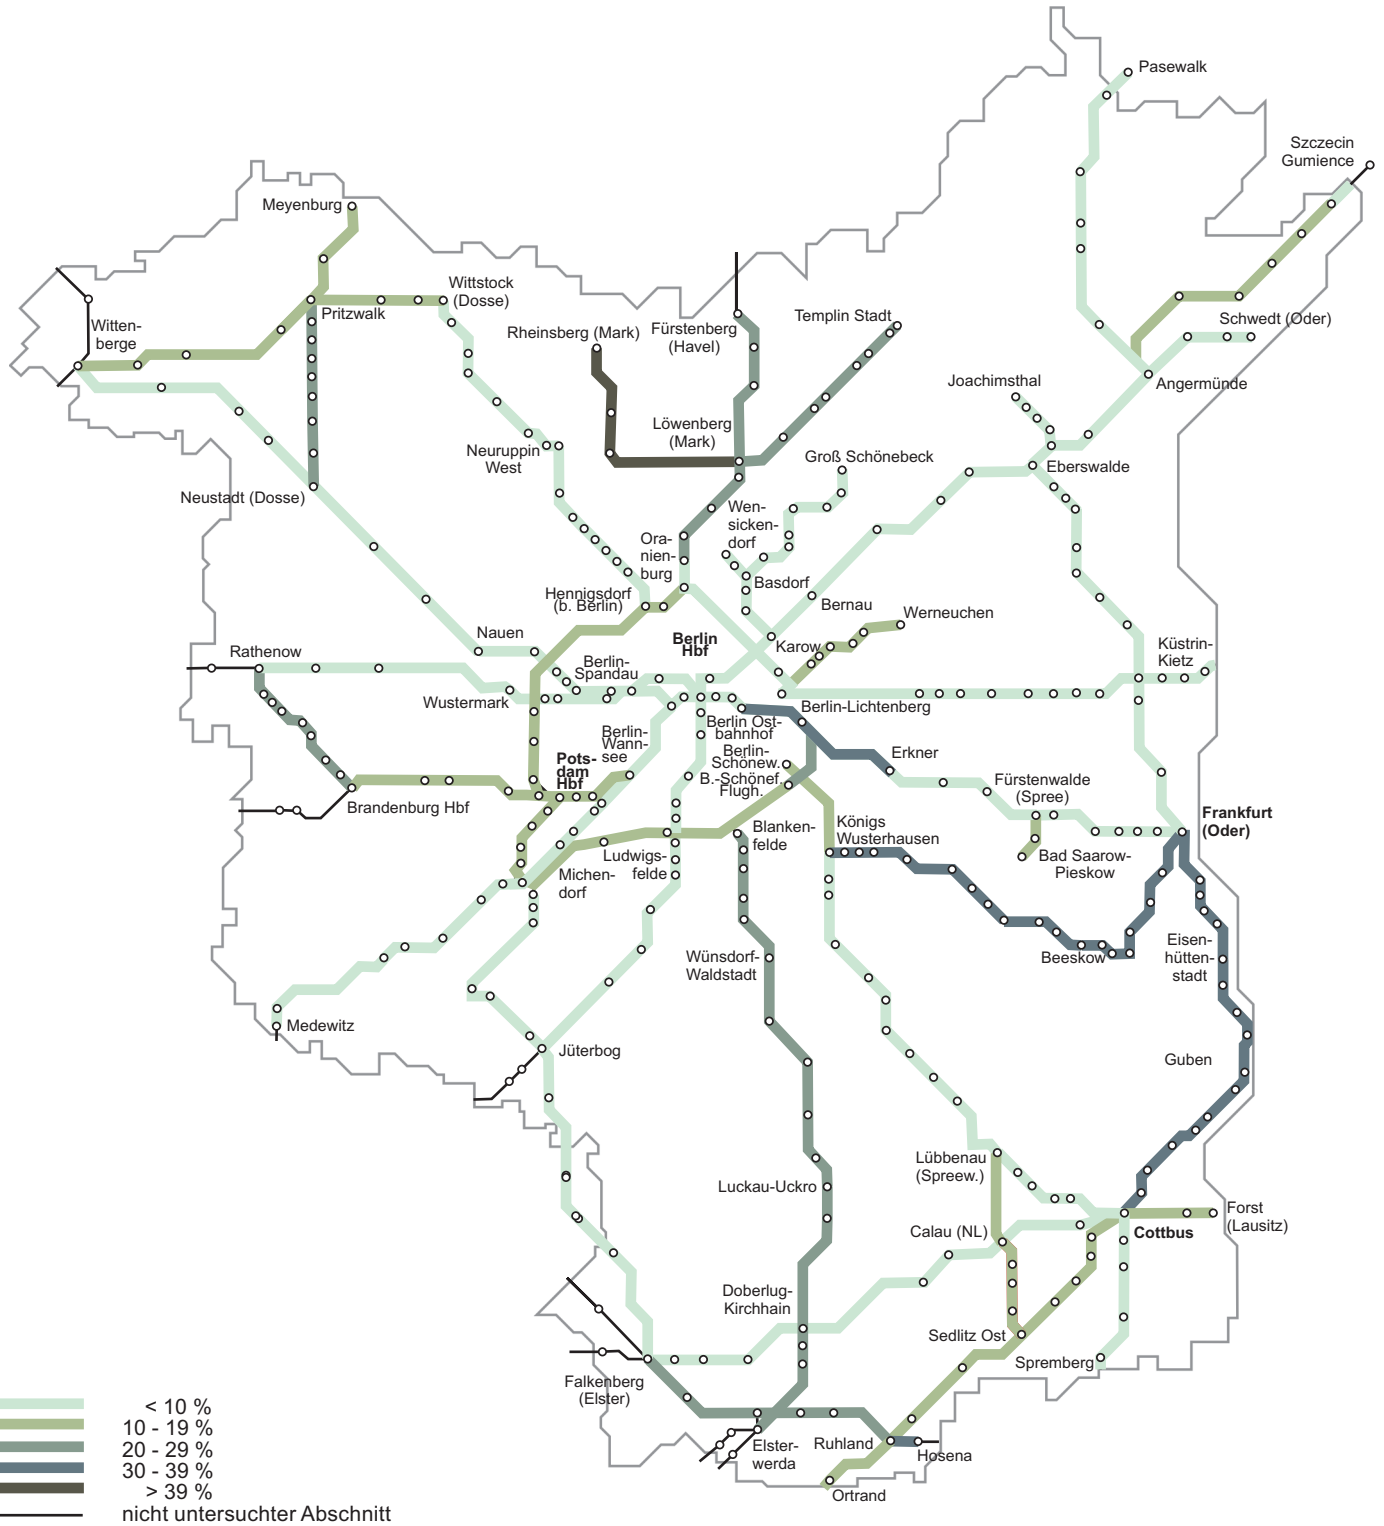 Pasewalk
Szczecin
Gumience
Meyenburg
Wittstock
(Dosse)
Pritzwalk
Witten-
berge
Rheinsberg (Mark)
Fürstenberg
(Havel)
Templin Stadt
Schwedt (Oder)
Angermünde
Joachimsthal
Löwenberg
(Mark)
Neuruppin
West
Groß Schönebeck
Eberswalde
Neustadt (Dosse)
Wen-
sicken-
dorf
Ora-
nien-
burg
Basdorf
Hennigsdorf
(b. Berlin)
Bernau
Werneuchen
Nauen
Berlin
Hbf
Karow
Küstrin-
Kietz
Rathenow
Berlin-
Spandau
Wustermark
Berlin-Lichtenberg
Berlin Ost-
bahnhof
Berlin-
Wann-
see
Berlin-
Schönew.
B.-Schönef.
Flugh.
Erkner
Pots-
dam
Hbf
Fürstenwalde
(Spree)
Brandenburg Hbf
Frankfurt
(Oder)
Blanken-
felde
Königs
Wusterhausen
Ludwigs-
felde
Bad Saarow-
Pieskow
Michen-
dorf
Wünsdorf-
Waldstadt
Beeskow
Eisen-
hütten-
stadt
Medewitz
Jüterbog
Guben
Lübbenau
(Spreew.)
Luckau-Uckro
Forst
(Lausitz)
Calau (NL)
Cottbus
Doberlug-
Kirchhain
Sedlitz Ost
Spremberg
Falkenberg
(Elster)
Elster-
werda
Ruhland
Hosena
Ortrand
< 10 %
10 - 19 %
20 - 29 %
30 - 39 %
> 39 %
nicht untersuchter Abschnitt